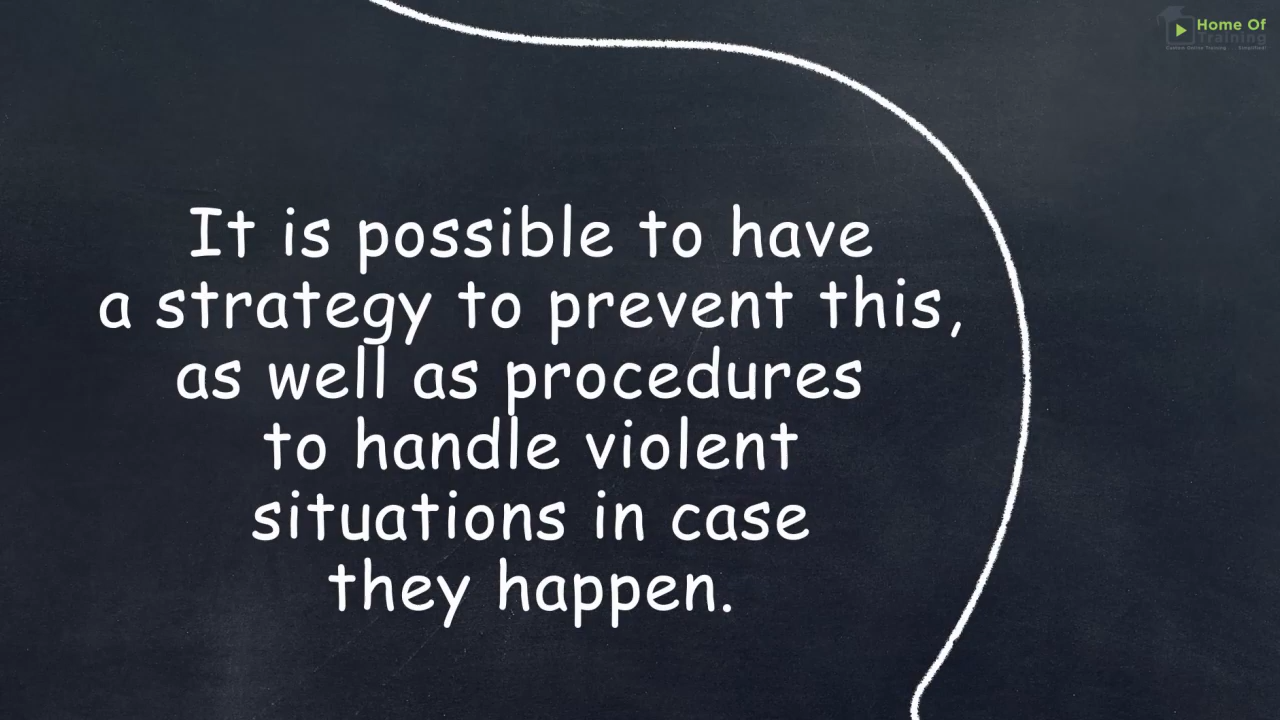 Home Of
Training
It is possible to have
a strategy to prevent this,
as well as procedures
to handle violent
situations in case
they happen.